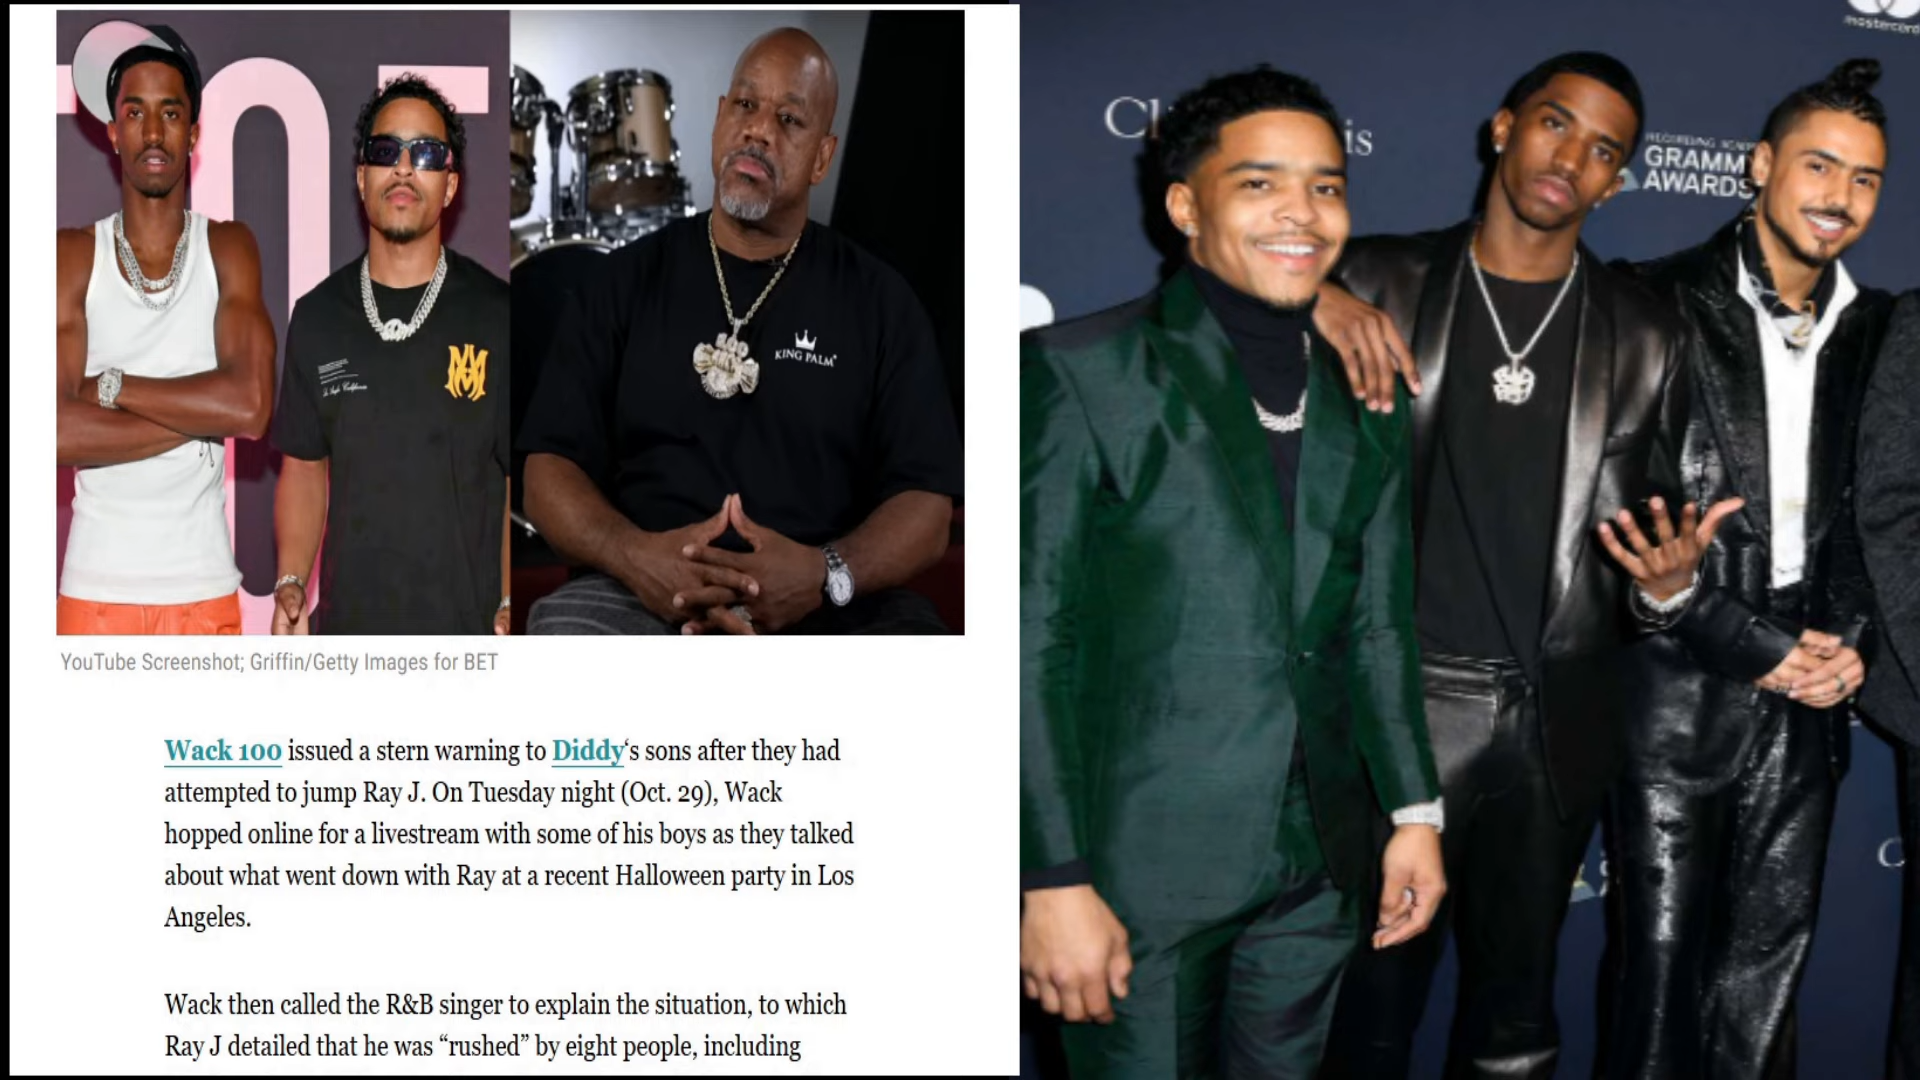 KING PALM
YouTube Screenshot; Griffin/Getty Images for BET
Wack 100 issued a stern warning to Diddy‘s sons after they had
attempted to jump Ray J. On Tuesday night (Oct. 29), Wack
hopped online for a livestream with some of his boys as they talked
about what went down with Ray at a recent Halloween party in Los
Angeles.
Wack then called the R&B singer to explain the situation, to which
Ray J detailed that he was “rushed” by eight people, including
mastercard
RECORDING ACADEMY
GRAMMY
AWARDS